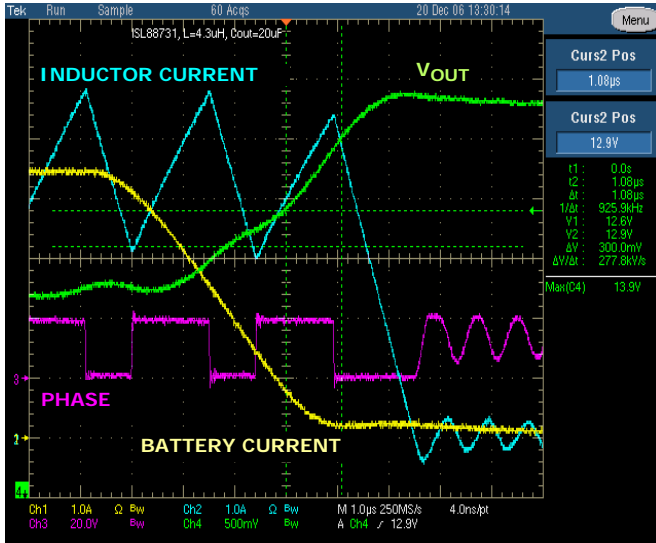 Tek Run Sample 60 Acqs 20 Dec 06 13:30:14
Menu
ISL88731, L=4.3uH, Cout=20uF
INDUCTOR CURRENT
VOUT
Curs2 Pos
1.08µs
Curs2 Pos
12.9V
t1: 0.0s
t2: 1.08µs
Δt: 1.08µs
1/Δt: 925.9kHz
V1: 12.6V
V2: 12.9V
ΔV: 300.0mV
ΔV/Δt: 277.8kV/s
Max(C4) 13.9V
3
PHASE
1
BATTERY CURRENT
4
Ch1 1.0A Ω Bw Ch2 1.0A Ω Bw M 1.0µs 250MS/s 4.0ns/pt
Ch3 20.0V Bw Ch4 500mV Bw A Ch4 / 12.9V